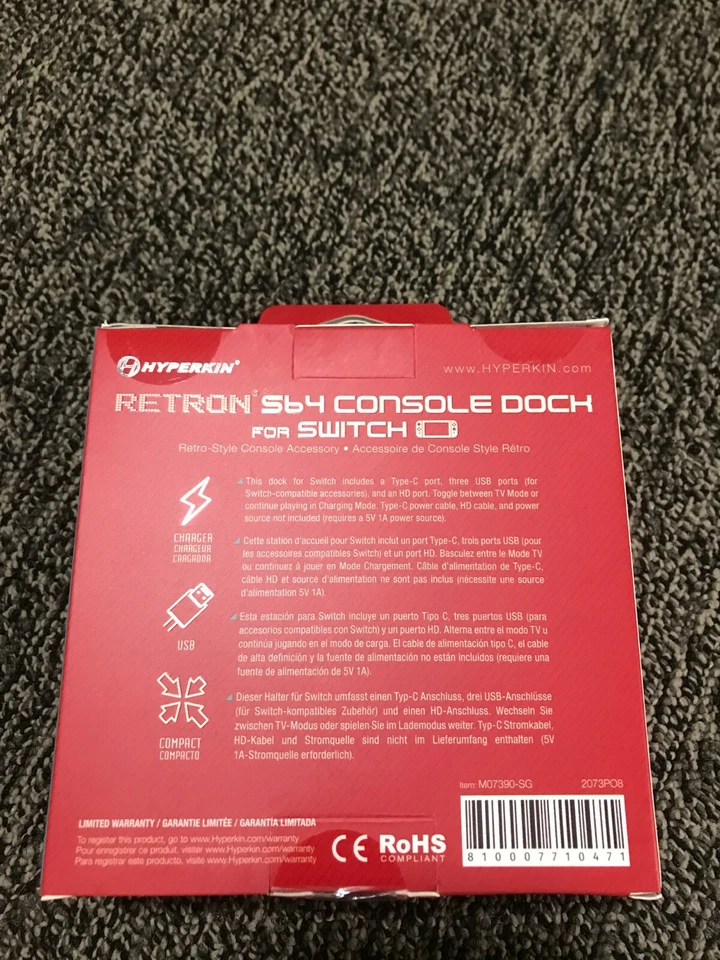 HYPERKIN®
www.HYPERKIN.com
RETRON® S64 CONSOLE DOCK
FOR SWITCH
Retro-Style Console Accessory • Accessoire de Console Style Rétro
This dock for Switch includes a Type-C port, three USB ports (for
Switch-compatible accessories), and an HD port. Toggle between TV Mode or
continue playing in Charging Mode. Type-C power cable, HD cable, and power
source not included (requires a 5V 1A power source).
CHARGER
CHARGEUR
CARGADOR
Cette station d'accueil pour Switch inclut un port Type-C, trois ports USB (pour
les accessoires compatibles Switch) et un port HD. Basculez entre le Mode TV
ou continuez à jouer en Mode Chargement. Câble d'alimentation de Type-C,
câble HD et source d'alimentation ne sont pas inclus (nécessite une source
d'alimentation 5V 1A).
USB
Esta estación para Switch incluye un puerto Tipo C, tres puertos USB (para
accesorios compatibles con Switch) y un puerto HD. Alterna entre el modo TV u
continúa jugando en el modo de carga. El cable de alimentación tipo C, el cable
de alta definición y la fuente de alimentación no están incluidos (requiere una
fuente de alimentación de 5V 1A).
COMPACT
COMPACTO
Dieser Halter für Switch umfasst einen Typ-C Anschluss, drei USB-Anschlüsse
(für Switch-kompatibles Zubehör) und einen HD-Anschluss. Wechseln Sie
zwischen TV-Modus oder spielen Sie im Lademodus weiter. Typ-C Stromkabel,
HD-Kabel und Stromquelle sind nicht im Lieferumfang enthalten (5V
1A-Stromquelle erforderlich).
Item: M07390-SG
2073PO8
LIMITED WARRANTY / GARANTIE LIMITÉE / GARANTÍA LIMITADA
To register this product, go to www.Hyperkin.com/warranty
Pour enregistrer ce produit, visiter www.Hyperkin.com/warranty
Para registrar este producto, visite www.Hyperkin.com/warranty
CE RoHS
COMPLIANT
810007710471